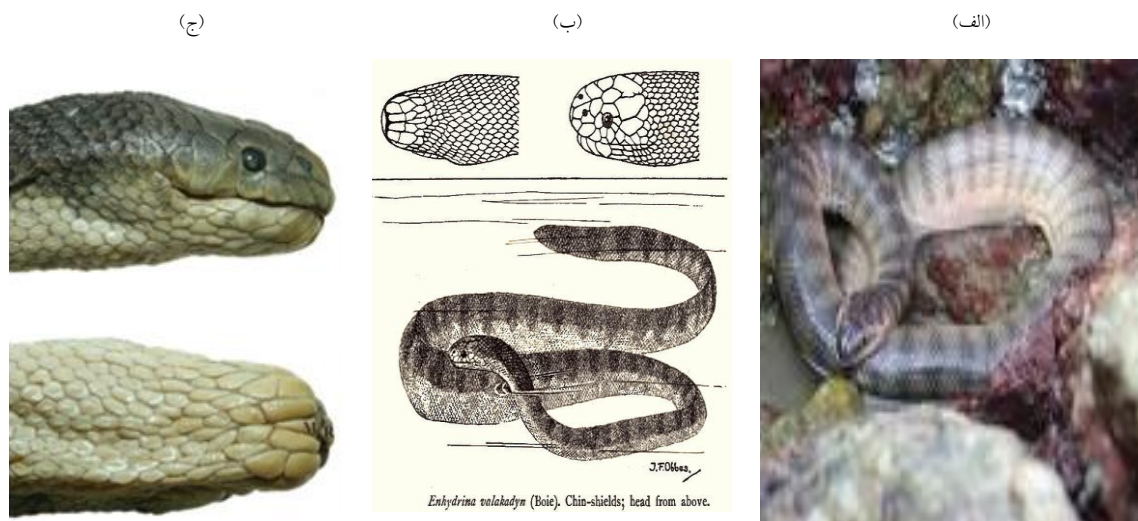 (الف)
(ب)
(ج)
J.F.Obbes.
Enhydrina valakadyn (Boie). Chin-shields; head from above.